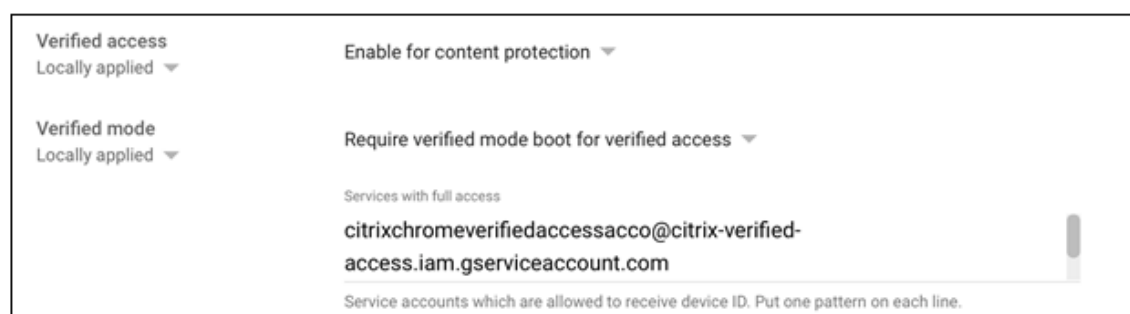 Verified access
Locally applied
Enable for content protection
Verified mode
Locally applied
Require verified mode boot for verified access
Services with full access
citrixchromeverifiedaccessacco@citrix-verified-
access.iam.gserviceaccount.com
Service accounts which are allowed to receive device ID. Put one pattern on each line.